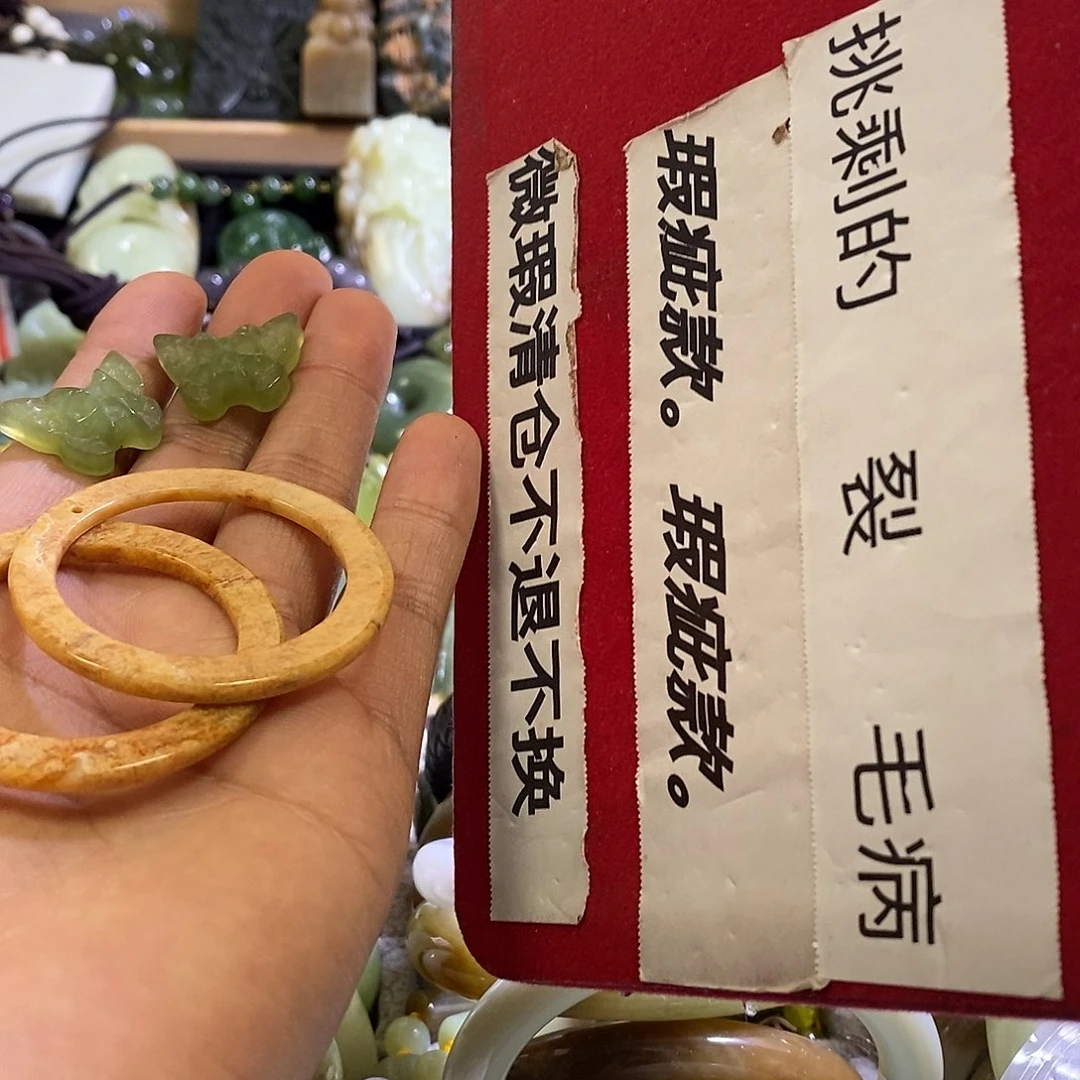 挑剩的 裂 毛病
瑕疵款。 瑕疵款。
微瑕清仓不退不换